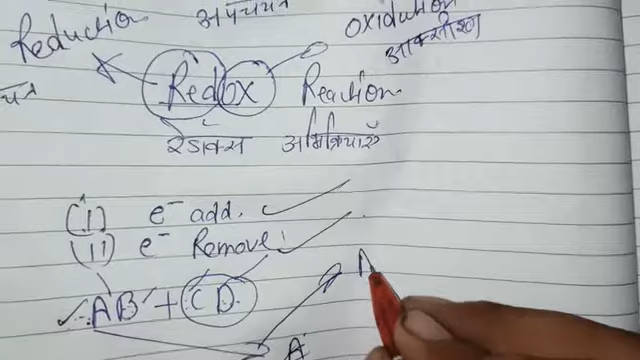 Reduction अपचयन oxidation
आक्सीकरण
Redox Reaction
रेडाक्स अभिक्रियाएँ
(i) e⁻ add.
(ii) e⁻ Remove
AB + CD.
A